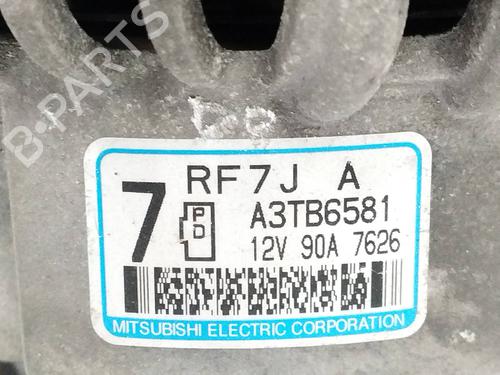 B-PARTS
RF7J A
7
P
D
A3TB6581
12V 90A 7626
MITSUBISHI ELECTRIC CORPORATION